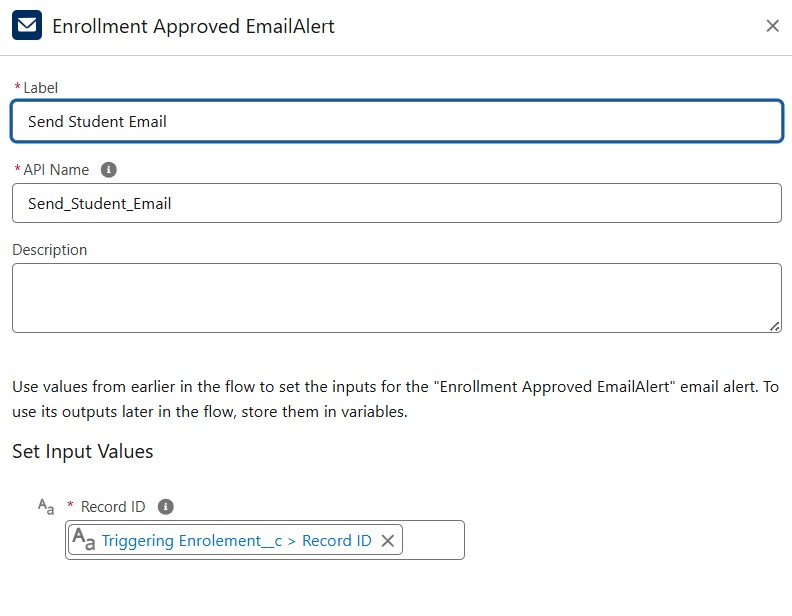 Enrollment Approved EmailAlert
* Label
Send Student Email
* API Name
Send_Student_Email
Description
Use values from earlier in the flow to set the inputs for the "Enrollment Approved EmailAlert" email alert. To
use its outputs later in the flow, store them in variables.
Set Input Values
Aa * Record ID
Aa Triggering Enrolement__c > Record ID